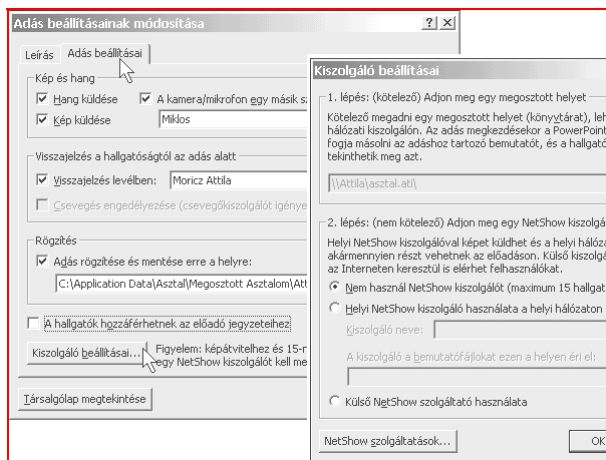 Adás beállításainak módosítása
Leírás
Adás beállításai
Kép és hang
Hang küldése
A kamera/mikrofon egy másik
Kép küldése
Miklos
Visszajelzés a hallgatóságtól az adás alatt
Visszajelzés levélben:
Moricz Attila
Csevegés engedélyezése (csevegőkiszolgálót igénye
Rögzítés
Adás rögzítése és mentése erre a helyre:
C:\Application Data\Asztal\Megosztott Asztalom\Att
A hallgatók hozzáférhetnek az előadó jegyzeteihez
Kiszolgáló beállításai...
Figyelem: képátvitelhez és 15-
egy NetShow kiszolgálót kell me
Társalgólap megtekintése
Kiszolgáló beállításai
1. lépés: (kötelező) Adjon meg egy megosztott helyet
Kötelező megadni egy megosztott helyet (könyvtárat), leh
hálózati kiszolgálón. Az adás megkezdésekor a PowerPoint
fogja másolni az adáshoz tartozó bemutatót, és a hallgató
tekinthetik meg azt.
\\Attila\asztal.ati\
2. lépés: (nem kötelező) Adjon meg egy NetShow kiszolgá
Helyi NetShow kiszolgálóval képet küldhet és a helyi hálóza
akármennyien részt vehetnek az előadáson. Külső kiszolgá
az Interneten keresztül is elérhet felhasználókat.
Nem használ NetShow kiszolgálót (maximum 15 hallgat
Helyi NetShow kiszolgáló használata a helyi hálózaton
Kiszolgáló neve:
A kiszolgáló a bemutatófájlokat ezen a helyen éri el:
Külső NetShow szolgáltató használata
NetShow szolgáltatások...
OK